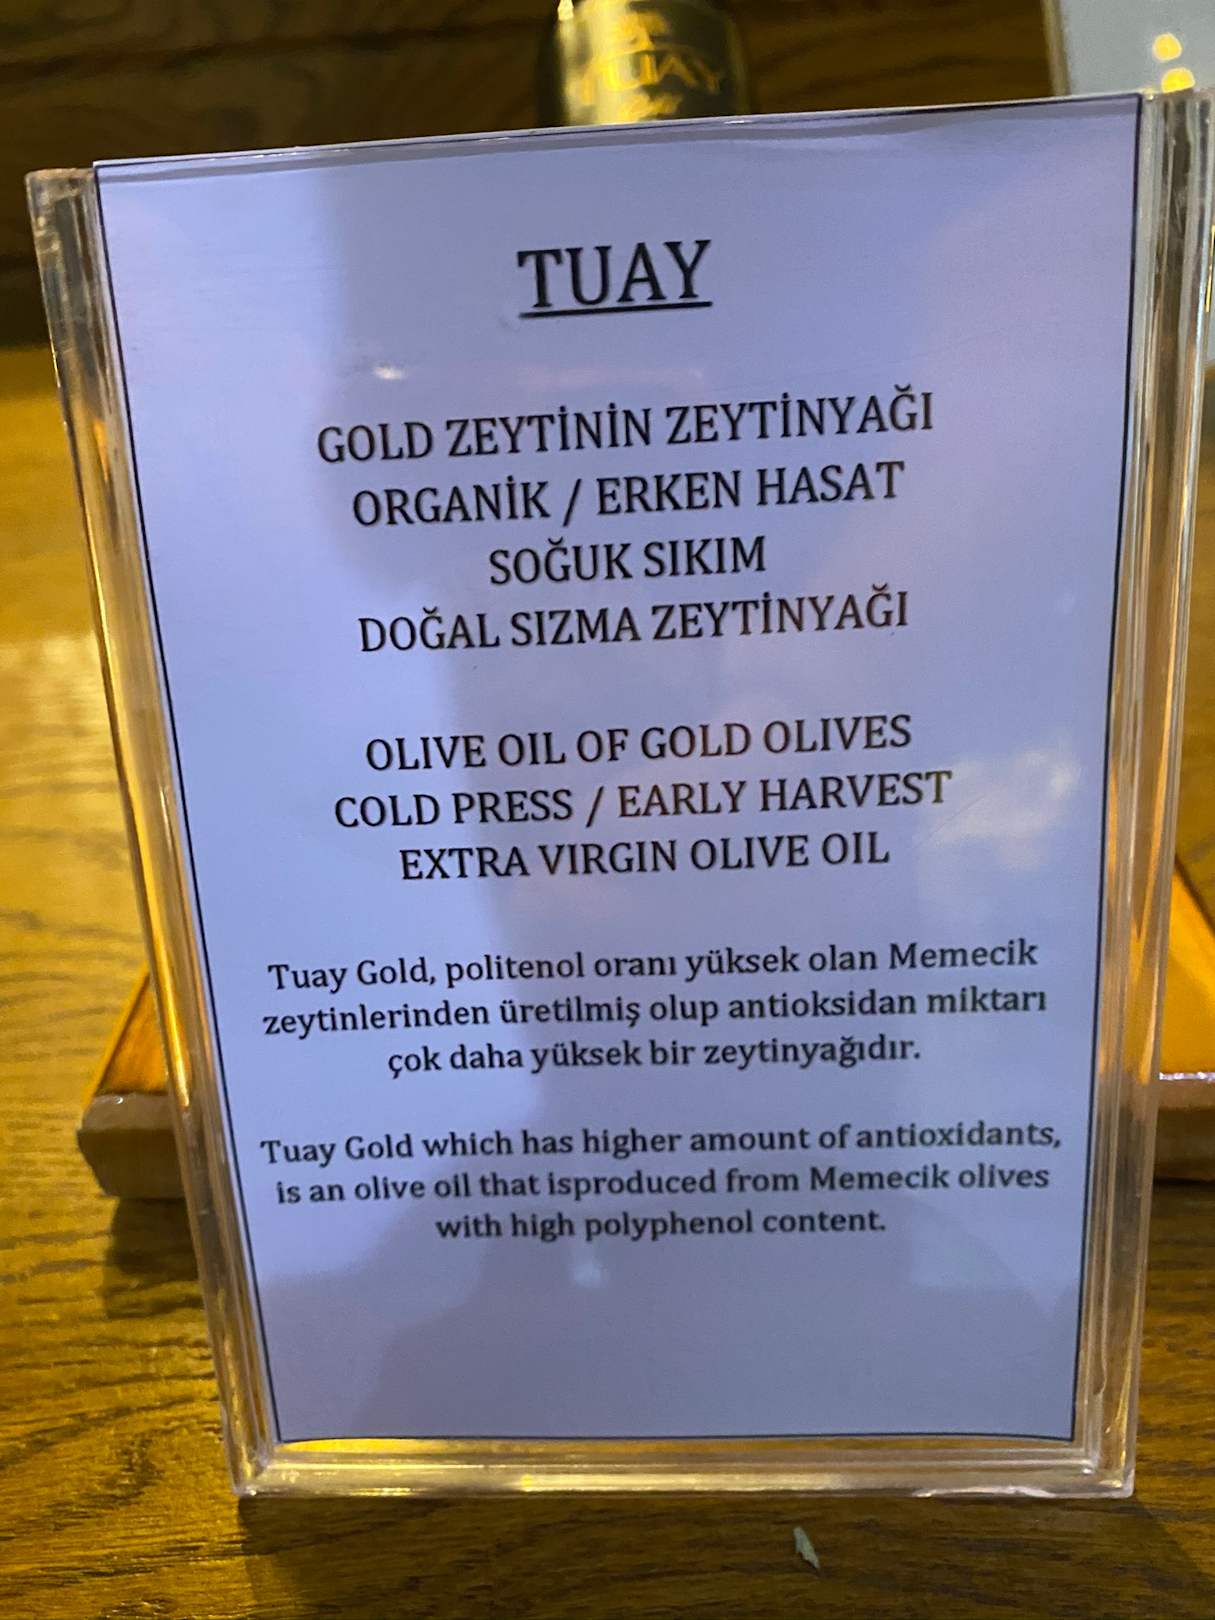 TUAY
TUAY
GOLD ZEYTİNİN ZEYTİNYAĞI
ORGANİK / ERKEN HASAT
SOĞUK SIKIM
DOĞAL SIZMA ZEYTİNYAĞI
OLIVE OIL OF GOLD OLIVES
COLD PRESS / EARLY HARVEST
EXTRA VIRGIN OLIVE OIL
Tuay Gold, politenol oranı yüksek olan Memecik
zeytinlerinden üretilmiş olup antioksidan miktarı
çok daha yüksek bir zeytinyağıdır.
Tuay Gold which has higher amount of antioxidants,
is an olive oil that isproduced from Memecik olives
with high polyphenol content.